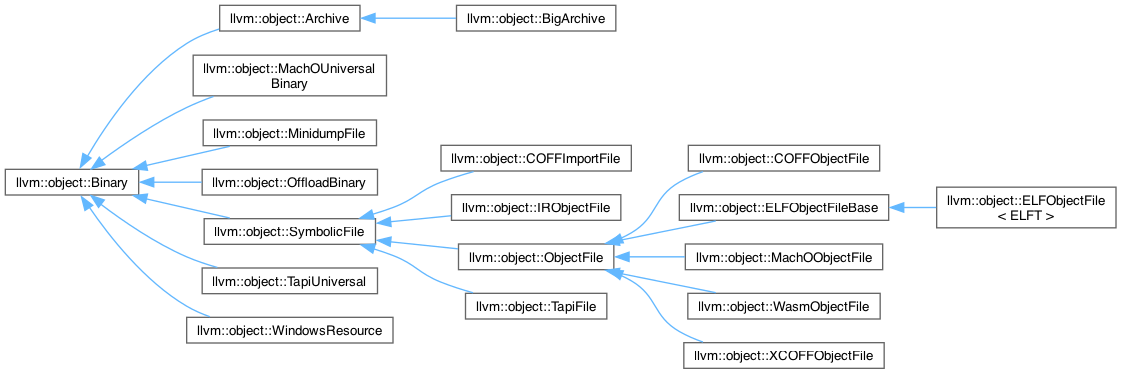 llvm::object::Binary
llvm::object::Archive
llvm::object::BigArchive
llvm::object::MachOUniversal
Binary
llvm::object::MinidumpFile
llvm::object::OffloadBinary
llvm::object::SymbolicFile
llvm::object::COFFImportFile
llvm::object::IRObjectFile
llvm::object::ObjectFile
llvm::object::COFFObjectFile
llvm::object::ELFObjectFileBase
llvm::object::ELFObjectFile
< ELFT >
llvm::object::MachOObjectFile
llvm::object::WasmObjectFile
llvm::object::XCOFFObjectFile
llvm::object::TapiFile
llvm::object::TapiUniversal
llvm::object::WindowsResource